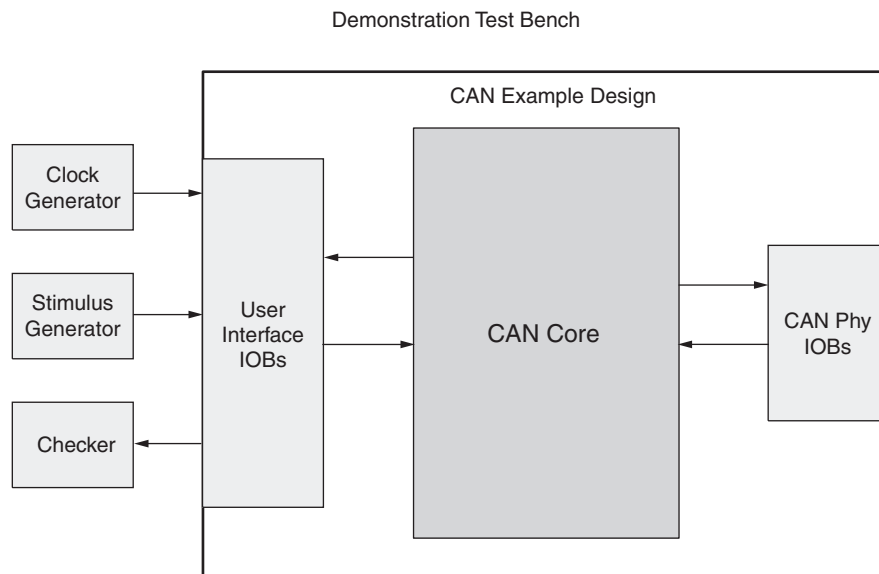 Demonstration Test Bench
CAN Example Design
Clock
Generator
Stimulus
Generator
Checker
User
Interface
IOBs
CAN Core
CAN Phy
IOBs